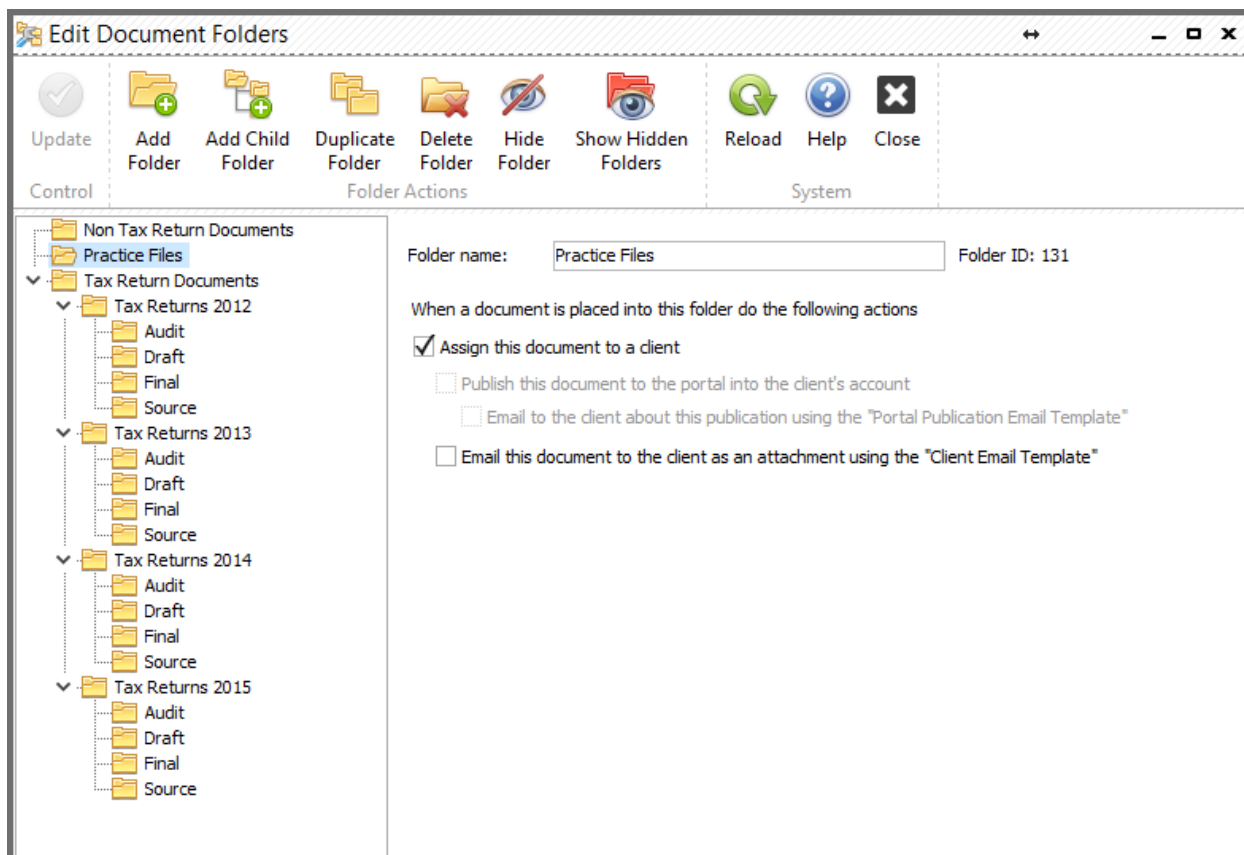 Edit Document Folders
Update
Add Folder
Add Child Folder
Duplicate Folder
Delete Folder
Hide Folder
Show Hidden Folders
Reload
Help
Close
Control
Folder Actions
System
Non Tax Return Documents
Practice Files
Tax Return Documents
Tax Returns 2012
Audit
Draft
Final
Source
Tax Returns 2013
Audit
Draft
Final
Source
Tax Returns 2014
Audit
Draft
Final
Source
Tax Returns 2015
Audit
Draft
Final
Source
Folder name: Practice Files Folder ID: 131
When a document is placed into this folder do the following actions
Assign this document to a client
Publish this document to the portal into the client's account
Email to the client about this publication using the "Portal Publication Email Template"
Email this document to the client as an attachment using the "Client Email Template"